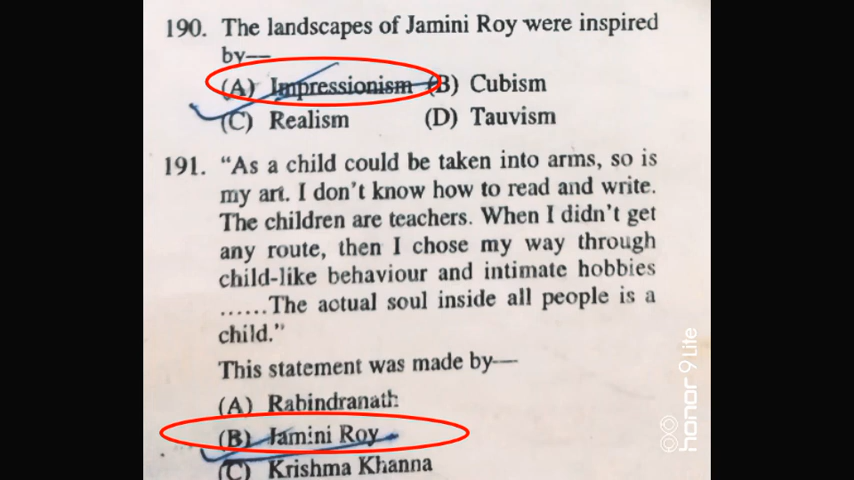 190. The landscapes of Jamini Roy were inspired
by—
(A) Impressionism (B) Cubism
(C) Realism (D) Tauvism
191. “As a child could be taken into arms, so is
my art. I don’t know how to read and write.
The children are teachers. When I didn’t get
any route, then I chose my way through
child-like behaviour and intimate hobbies
......The actual soul inside all people is a
child.”
This statement was made by—
(A) Rabindranath
(B) Jamini Roy
(C) Krishma Khanna
honor 9 Lite